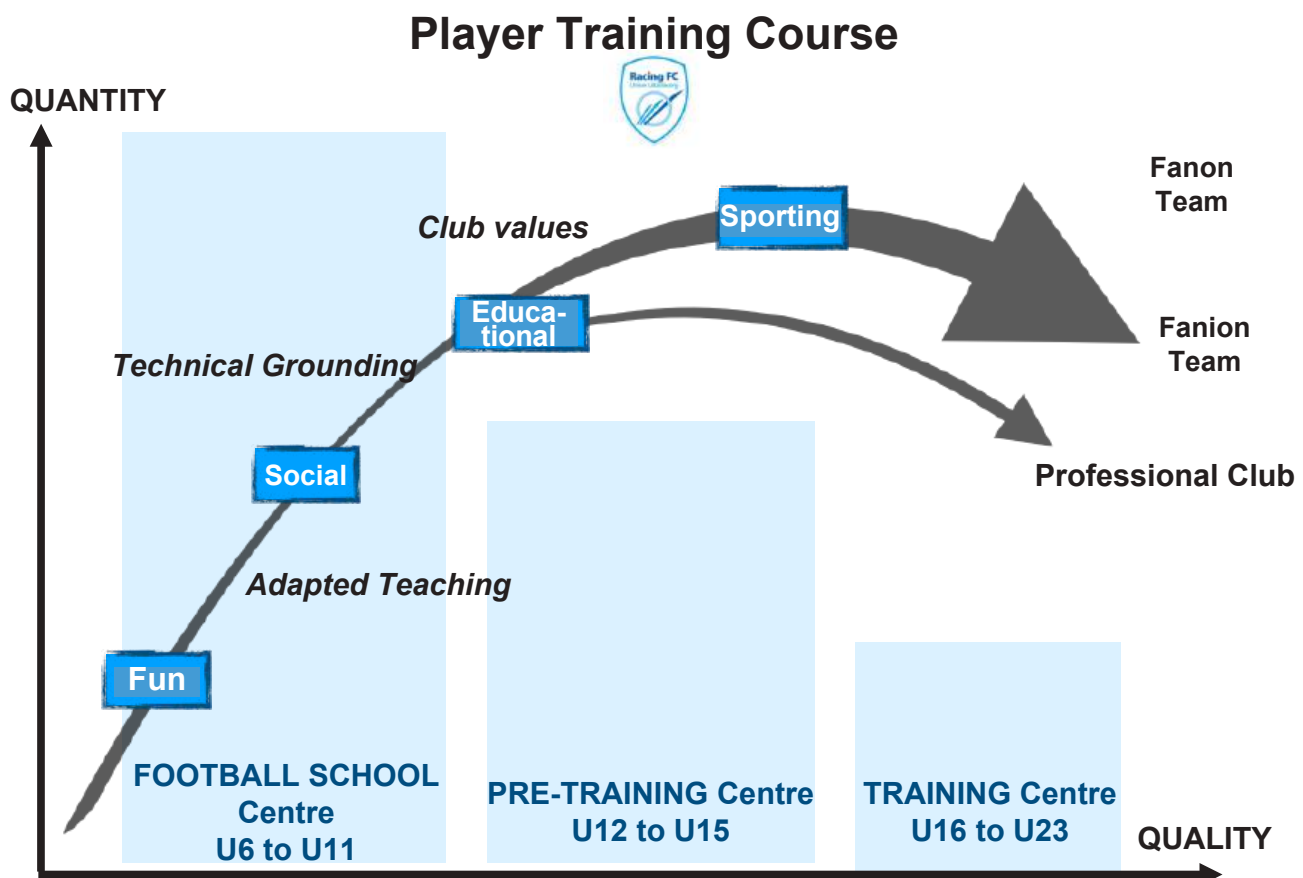 Player Training Course
Racing FC
Union Luxembourg
QUANTITY
Fanon
Team
Sporting
Club values
Educa-
tional
Fanion
Team
Technical Grounding
Social
Professional Club
Adapted Teaching
Fun
FOOTBALL SCHOOL
Centre
U6 to U11
PRE-TRAINING Centre
U12 to U15
TRAINING Centre
U16 to U23
QUALITY